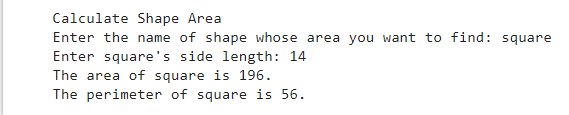 Calculate Shape Area
Enter the name of shape whose area you want to find: square
Enter square's side length: 14
The area of square is 196.
The perimeter of square is 56.